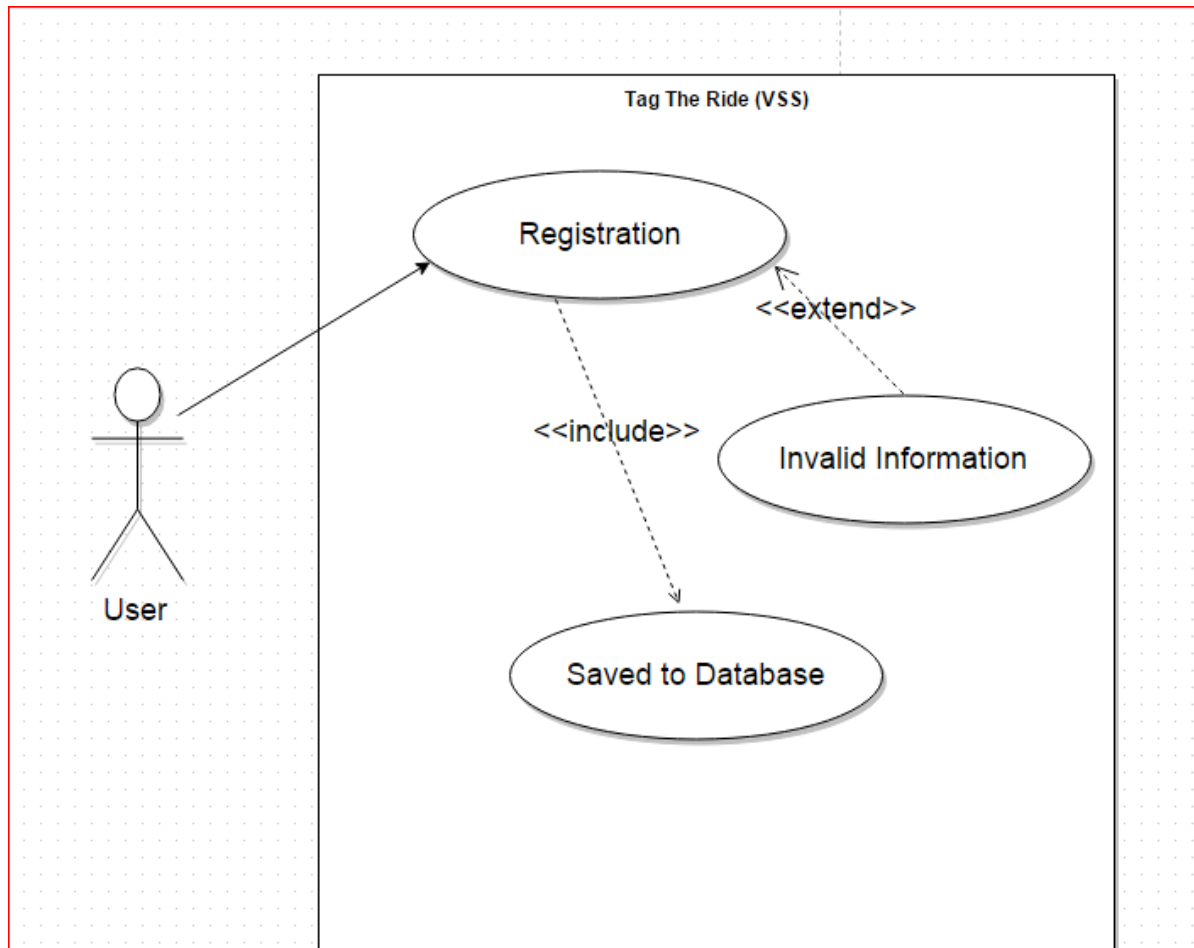 Tag The Ride (VSS)
Registration
<<extend>>
<<include>>
Invalid Information
User
Saved to Database